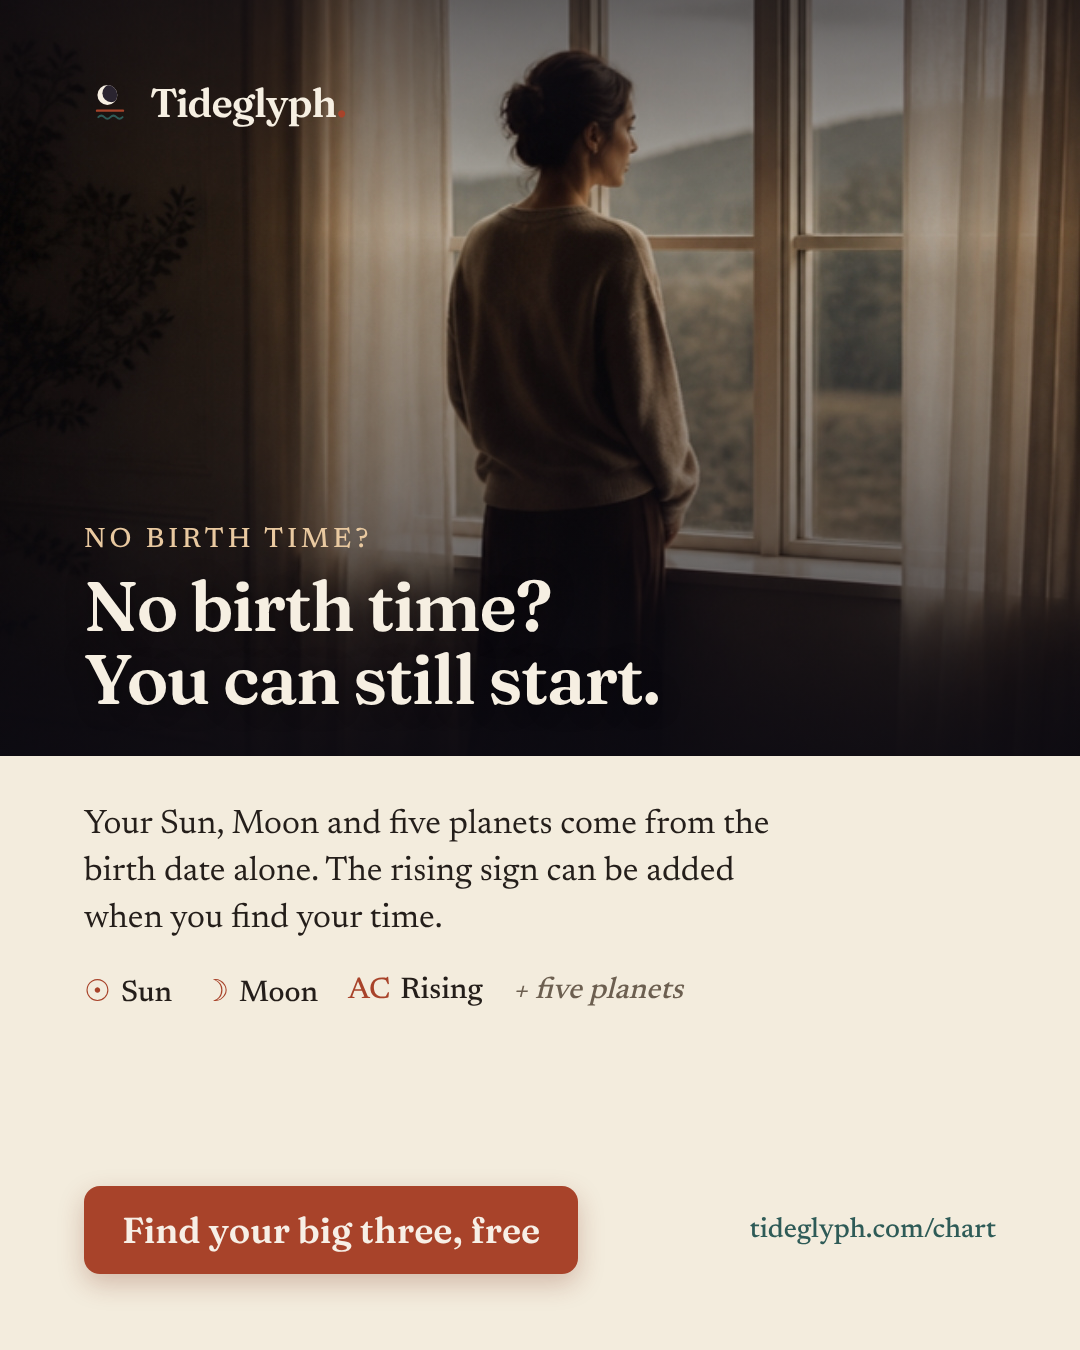 Tideglyph.
NO BIRTH TIME?
No birth time?
You can still start.
Your Sun, Moon and five planets come from the
birth date alone. The rising sign can be added
when you find your time.
☉ Sun ☽ Moon AC Rising + five planets
Find your big three, free
tideglyph.com/chart